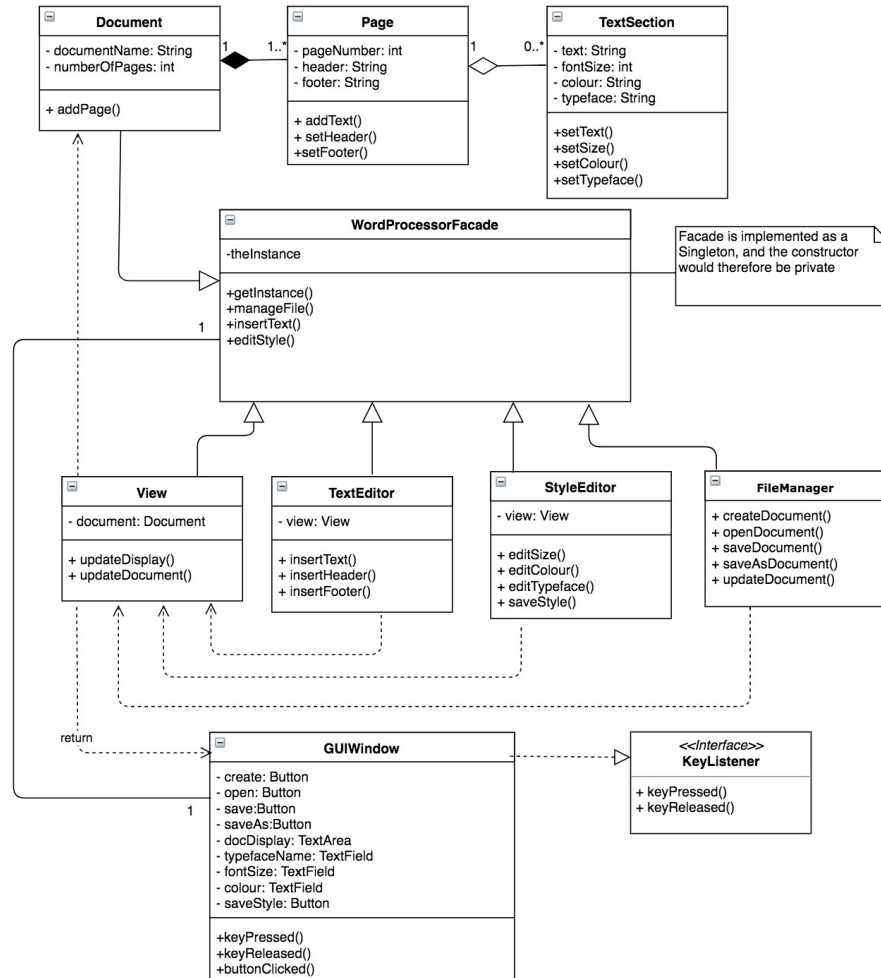 Document
- documentName: String
- numberOfPages: int
+ addPage()
1
1..*
Page
- pageNumber: int
- header: String
- footer: String
+ addText()
+ setHeader()
+setFooter()
1
0..*
TextSection
- text: String
- fontSize: int
- colour: String
- typeface: String
+setText()
+setSize()
+setColour()
+setTypeface()
WordProcessorFacade
-theInstance
+getInstance()
+manageFile()
+insertText()
+editStyle()
Facade is implemented as a
Singleton, and the constructor
would therefore be private
1
View
- document: Document
+ updateDisplay()
+ updateDocument()
TextEditor
- view: View
+ insertText()
+ insertHeader()
+ insertFooter()
StyleEditor
- view: View
+ editSize()
+ editColour()
+ editTypeface()
+ saveStyle()
FileManager
+ createDocument()
+ openDocument()
+ saveDocument()
+ saveAsDocument()
+ updateDocument()
return
1
GUIWindow
- create: Button
- open: Button
- save:Button
- saveAs:Button
- docDisplay: TextArea
- typefaceName: TextField
- fontSize: TextField
- colour: TextField
- saveStyle: Button
+keyPressed()
+keyReleased()
+buttonClicked()
<<Interface>>
KeyListener
+ keyPressed()
+ keyReleased()